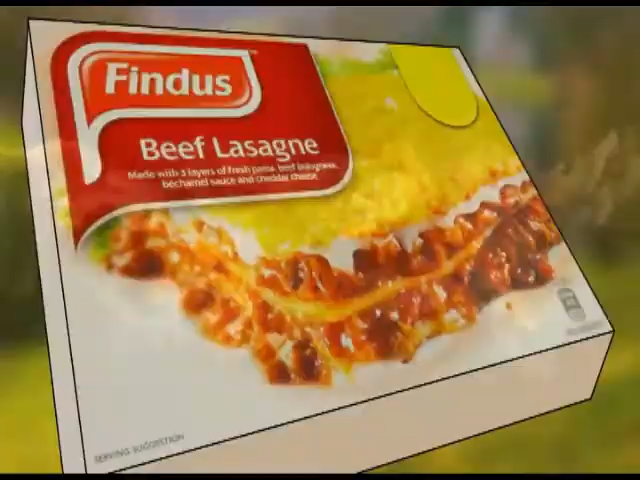 Findus
Beef Lasagne
Made with 3 layers of fresh pasta, beef bolognese,
béchamel sauce and cheddar cheese
SERVING SUGGESTION